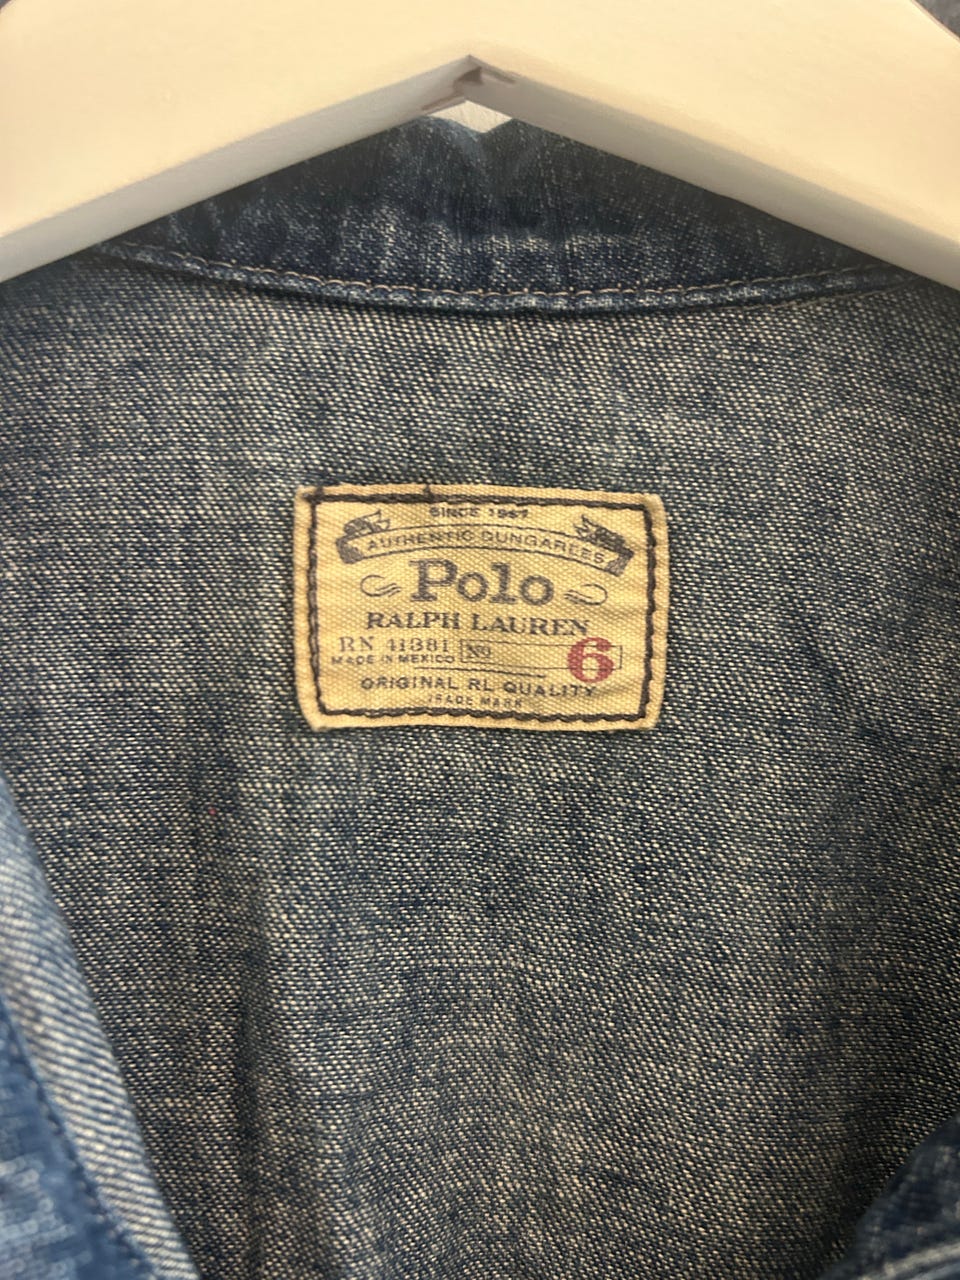 SINCE 1967
AUTHENTIC DUNGAREES
Polo
RALPH LAUREN
RN 41381 No 6
MADE IN MEXICO
ORIGINAL RL QUALITY
TRADE MARK